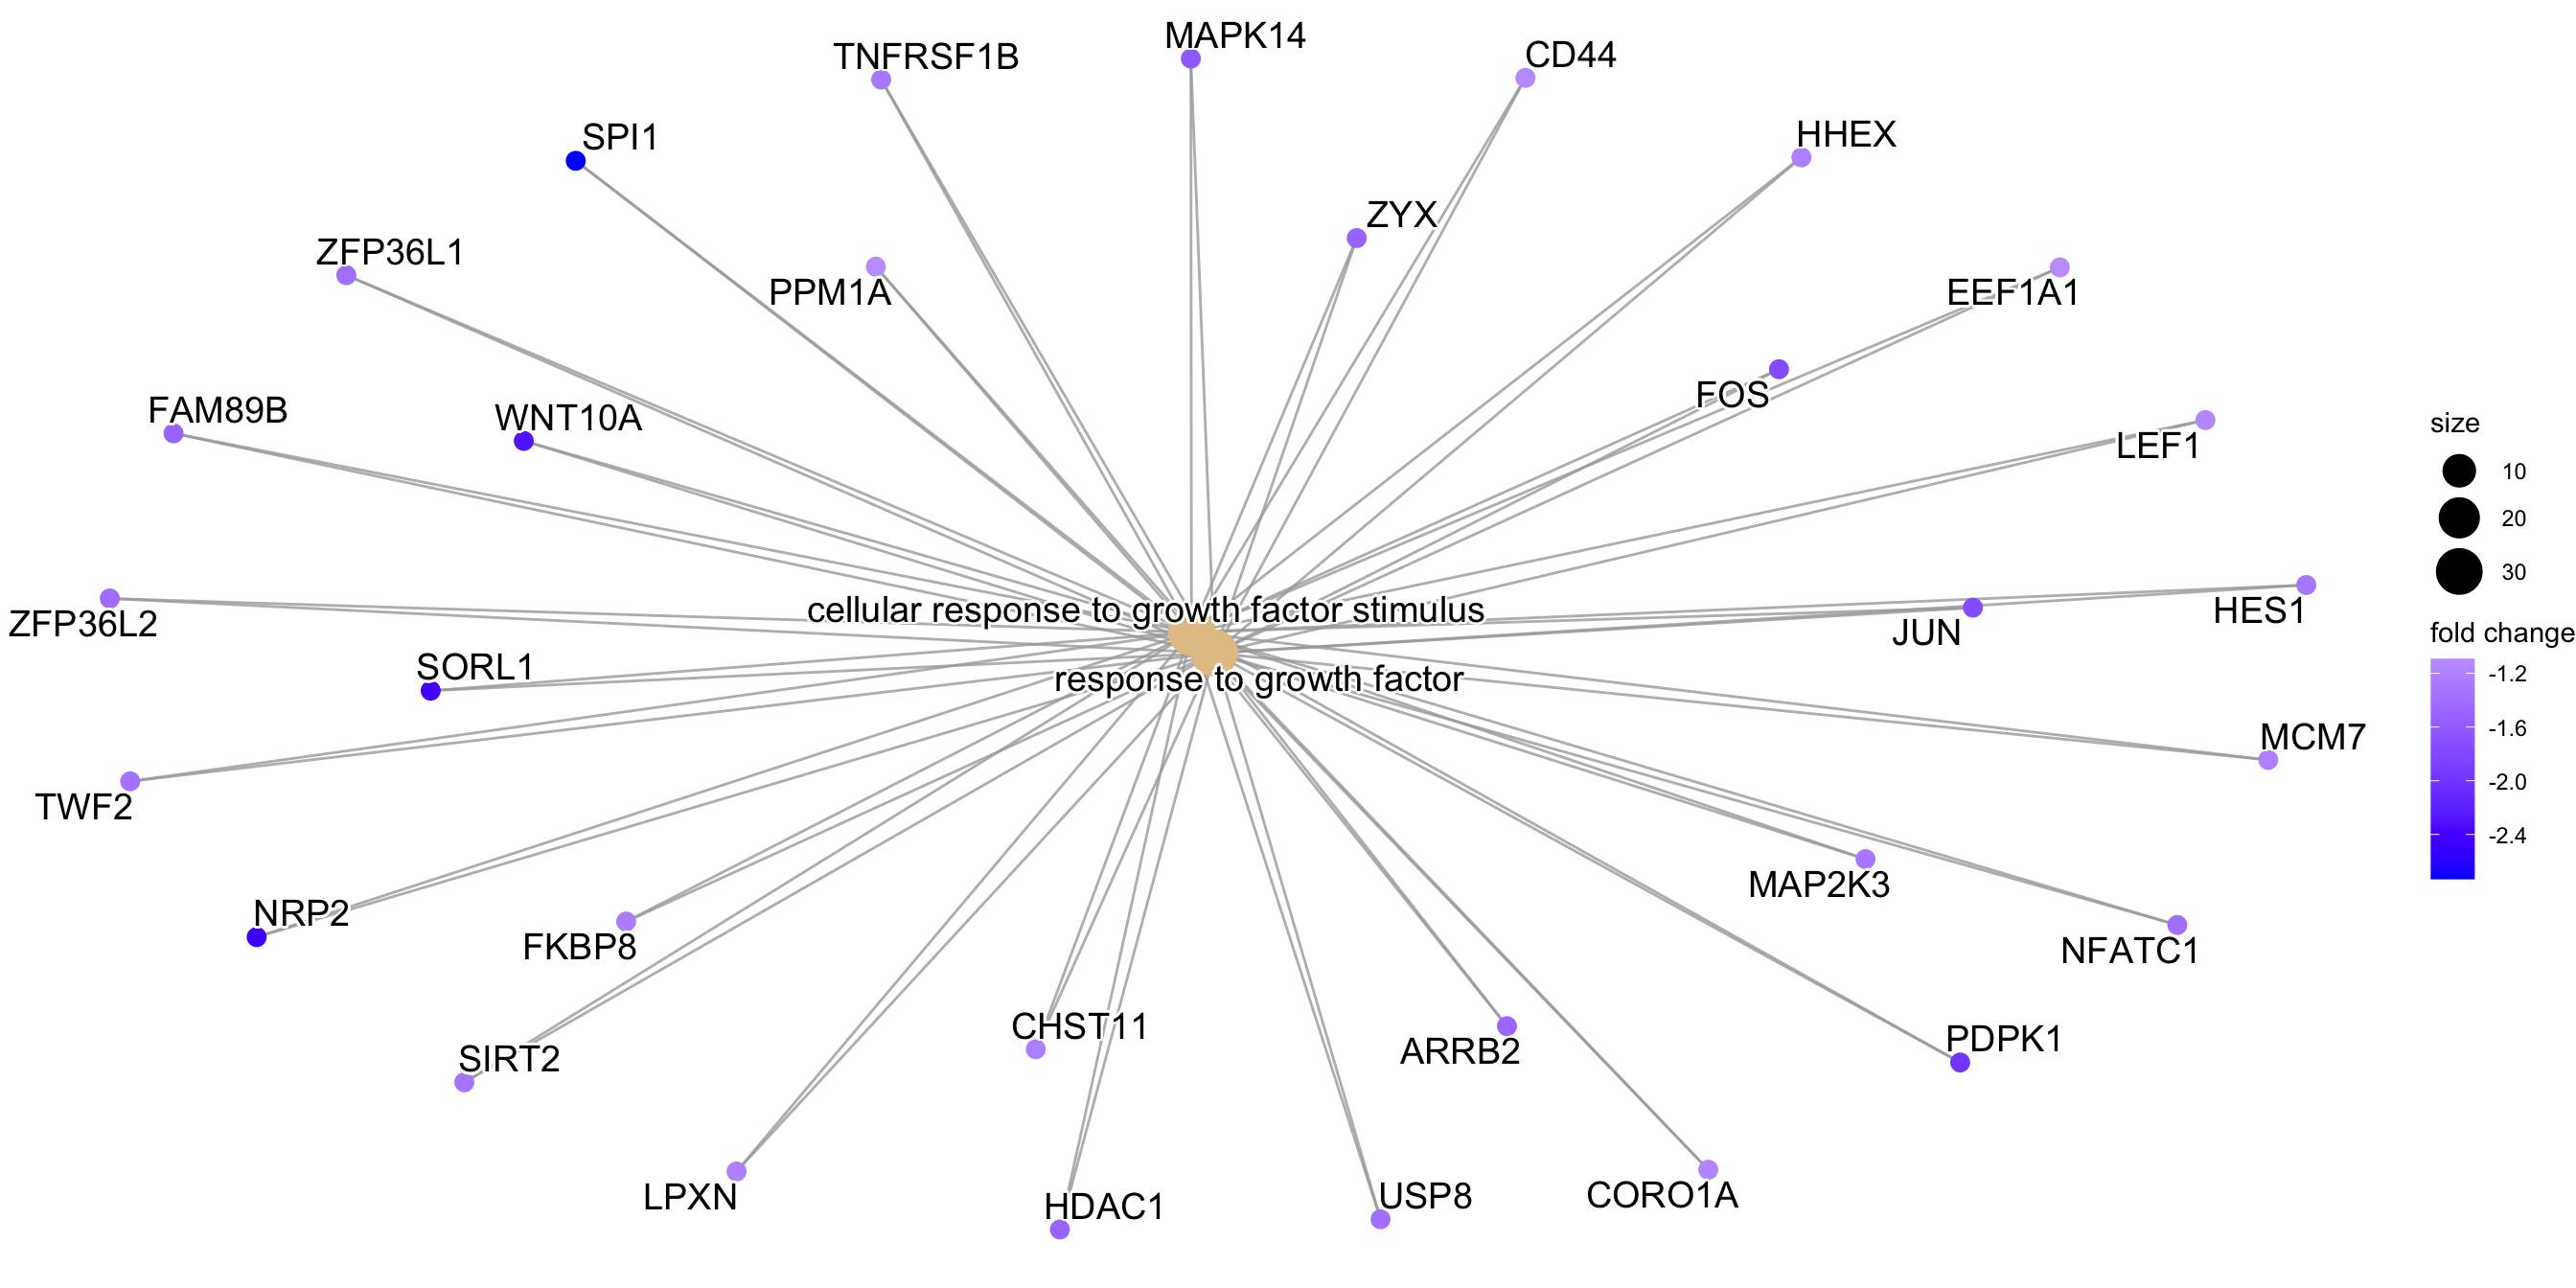 MAPK14
TNFRSF1B
CD44
SPI1
HHEX
ZYX
ZFP36L1
PPM1A
EEF1A1
FOS
FAM89B
WNT10A
LEF1
cellular response to growth factor stimulus
ZFP36L2
HES1
JUN
SORL1
response to growth factor
MCM7
TWF2
MAP2K3
NRP2
FKBP8
NFATC1
CHST11
ARRB2
PDPK1
SIRT2
LPXN
HDAC1
USP8
CORO1A
size
10
20
30
fold change
-1.2
-1.6
-2.0
-2.4